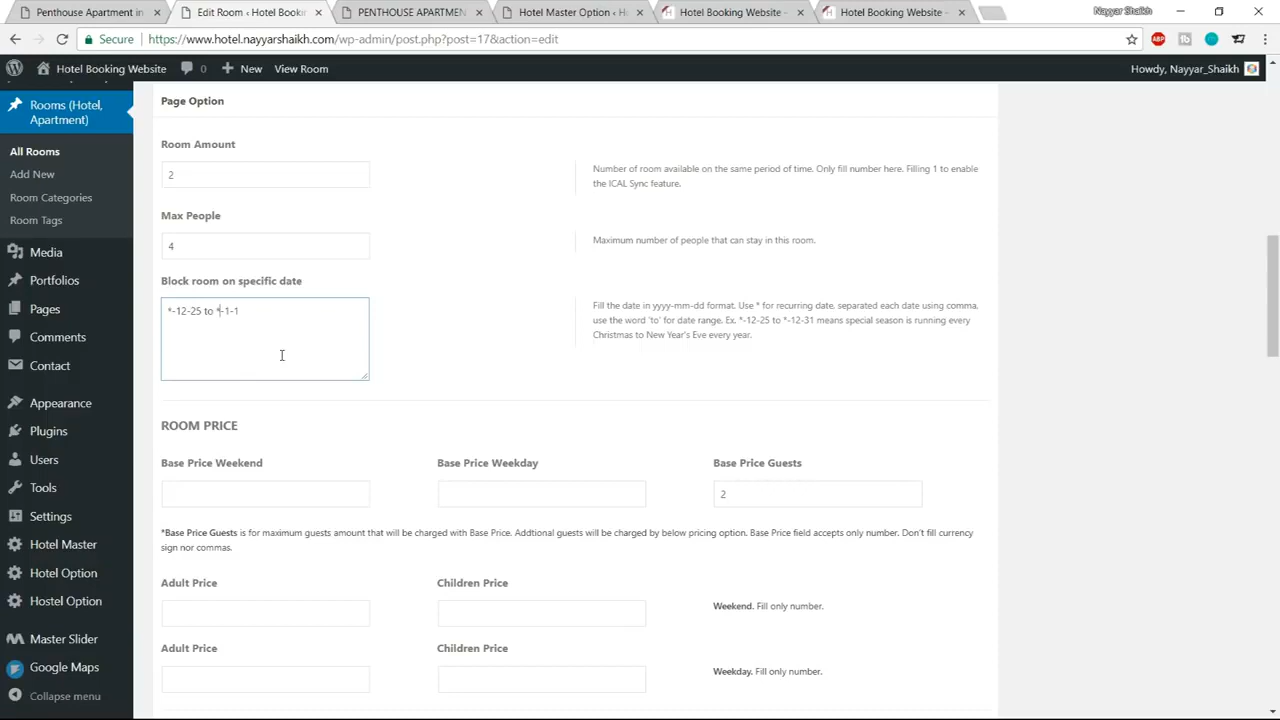 Penthouse Apartment in
Edit Room ‹ Hotel Bookin
PENTHOUSE APARTMEN
Hotel Master Option ‹ Ho
Hotel Booking Website –
Hotel Booking Website –
Nayyar Shaikh
Secure
https://www.hotel.nayyarshaikh.com/wp-admin/post.php?post=17&action=edit
ABP
Hotel Booking Website
0
New
View Room
Howdy, Nayyar_Shaikh
Rooms (Hotel,
Apartment)
All Rooms
Add New
Room Categories
Room Tags
Media
Portfolios
Pages
Comments
Contact
Appearance
Plugins
Users
Tools
Settings
Hotel Master
Hotel Option
Hostel Option
Master Slider
Google Maps
Collapse menu
Page Option
Room Amount
2
Number of room available on the same period of time. Only fill number here. Filling 1 to enable
the ICAL Sync feature.
Max People
4
Maximum number of people that can stay in this room.
Block room on specific date
*-12-25 to *-1-1
Fill the date in yyyy-mm-dd format. Use * for recurring date, separated each date using comma,
use the word 'to' for date range. Ex. *-12-25 to *-12-31 means special season is running every
Christmas to New Year's Eve every year.
ROOM PRICE
Base Price Weekend
Base Price Weekday
Base Price Guests
2
*Base Price Guests is for maximum guests amount that will be charged with Base Price. Addtional guests will be charged by below pricing option. Base Price field accepts only number. Don't fill currency
sign nor commas.
Adult Price
Children Price
Weekend. Fill only number.
Adult Price
Children Price
Weekday. Fill only number.